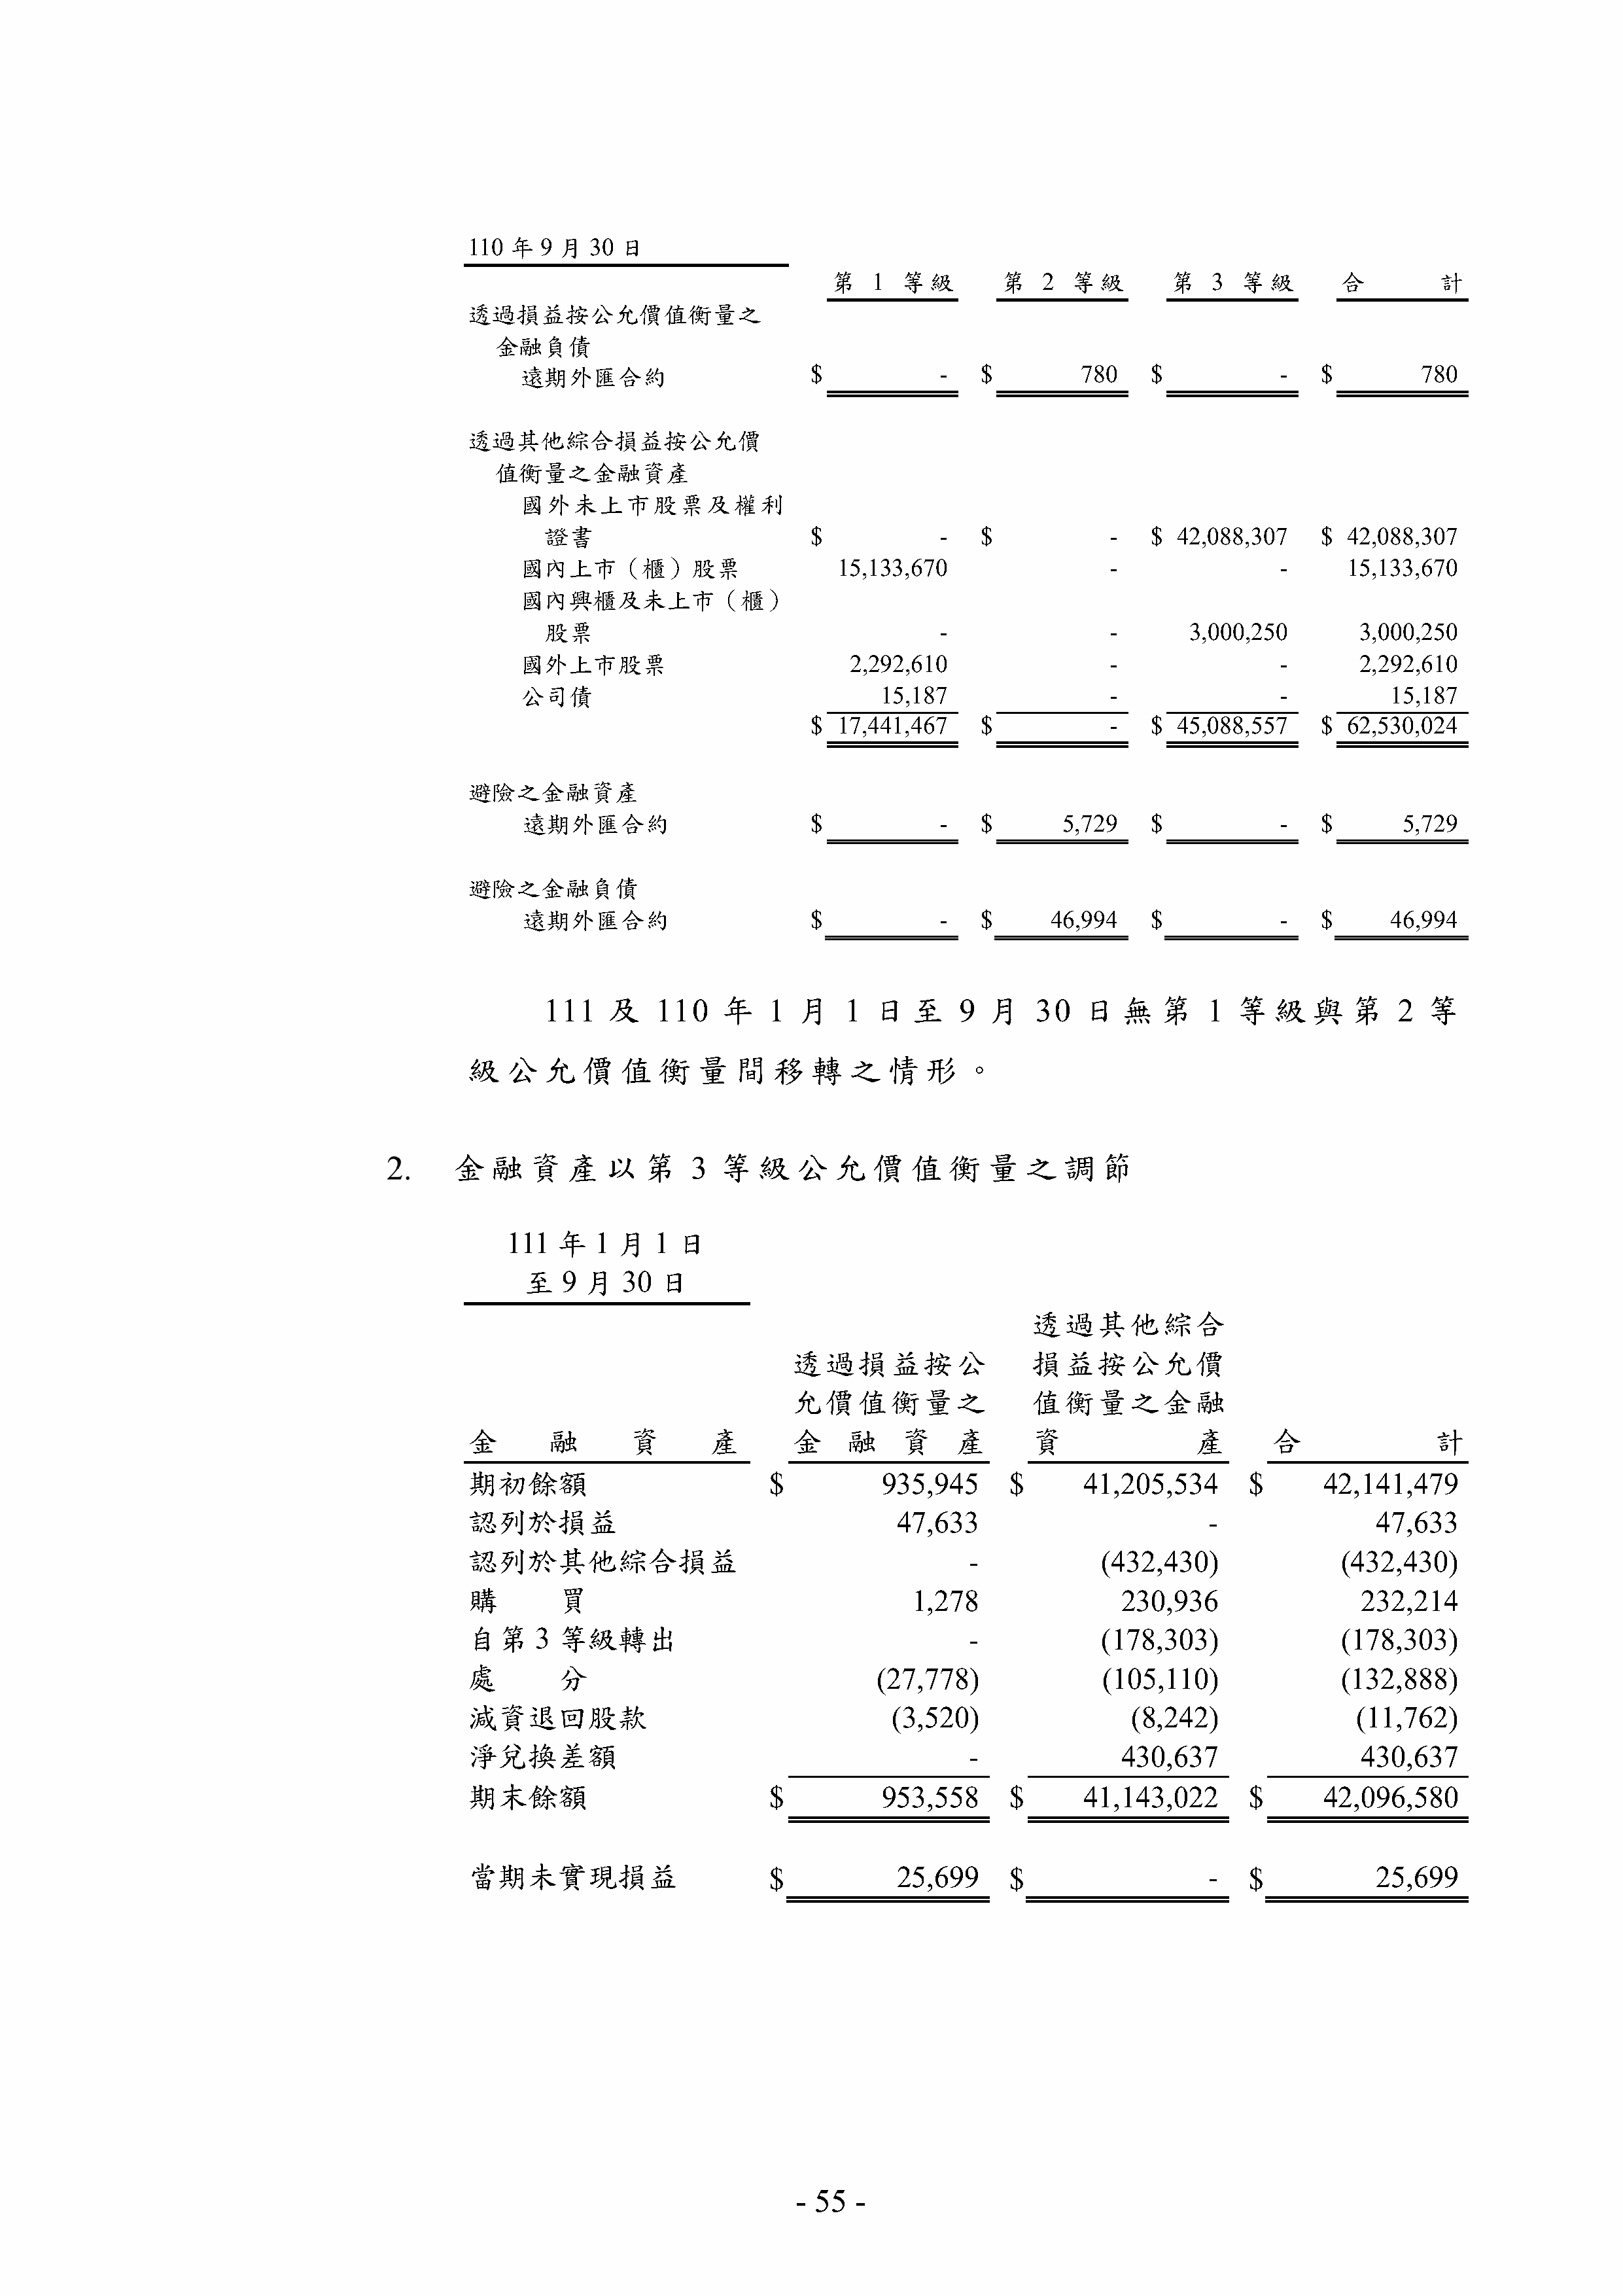 110 年 9 月 30 日
第 1 等級 第 2 等級 第 3 等級 合 計
透過損益按公允價值衡量之
金融負債
遠期外匯合約 $ - $ 780 $ - $ 780
透過其他綜合損益按公允價
值衡量之金融資產
國外未上市股票及權利
證書 $ - $ - $ 42,088,307 $ 42,088,307
國內上市（櫃）股票 15,133,670 - - 15,133,670
國內興櫃及未上市（櫃）
股票 - - 3,000,250 3,000,250
國外上市股票 2,292,610 - - 2,292,610
公司債 15,187 - - 15,187
$ 17,441,467 $ - $ 45,088,557 $ 62,530,024
避險之金融資產
遠期外匯合約 $ - $ 5,729 $ - $ 5,729
避險之金融負債
遠期外匯合約 $ - $ 46,994 $ - $ 46,994
111 及 110 年 1 月 1 日至 9 月 30 日無第 1 等級與第 2 等
級公允價值衡量間移轉之情形。
2. 金融資產以第 3 等級公允價值衡量之調節
111 年 1 月 1 日
至 9 月 30 日
透過其他綜合
透過損益按公 損益按公允價
允價值衡量之 值衡量之金融
金融資產 金融資產 資產 合計
期初餘額 $ 935,945 $ 41,205,534 $ 42,141,479
認列於損益 47,633 - 47,633
認列於其他綜合損益 - (432,430) (432,430)
購買 1,278 230,936 232,214
自第 3 等級轉出 - (178,303) (178,303)
處分 (27,778) (105,110) (132,888)
減資退回股款 (3,520) (8,242) (11,762)
淨兌換差額 - 430,637 430,637
期末餘額 $ 953,558 $ 41,143,022 $ 42,096,580
當期未實現損益 $ 25,699 $ - $ 25,699
- 55 -